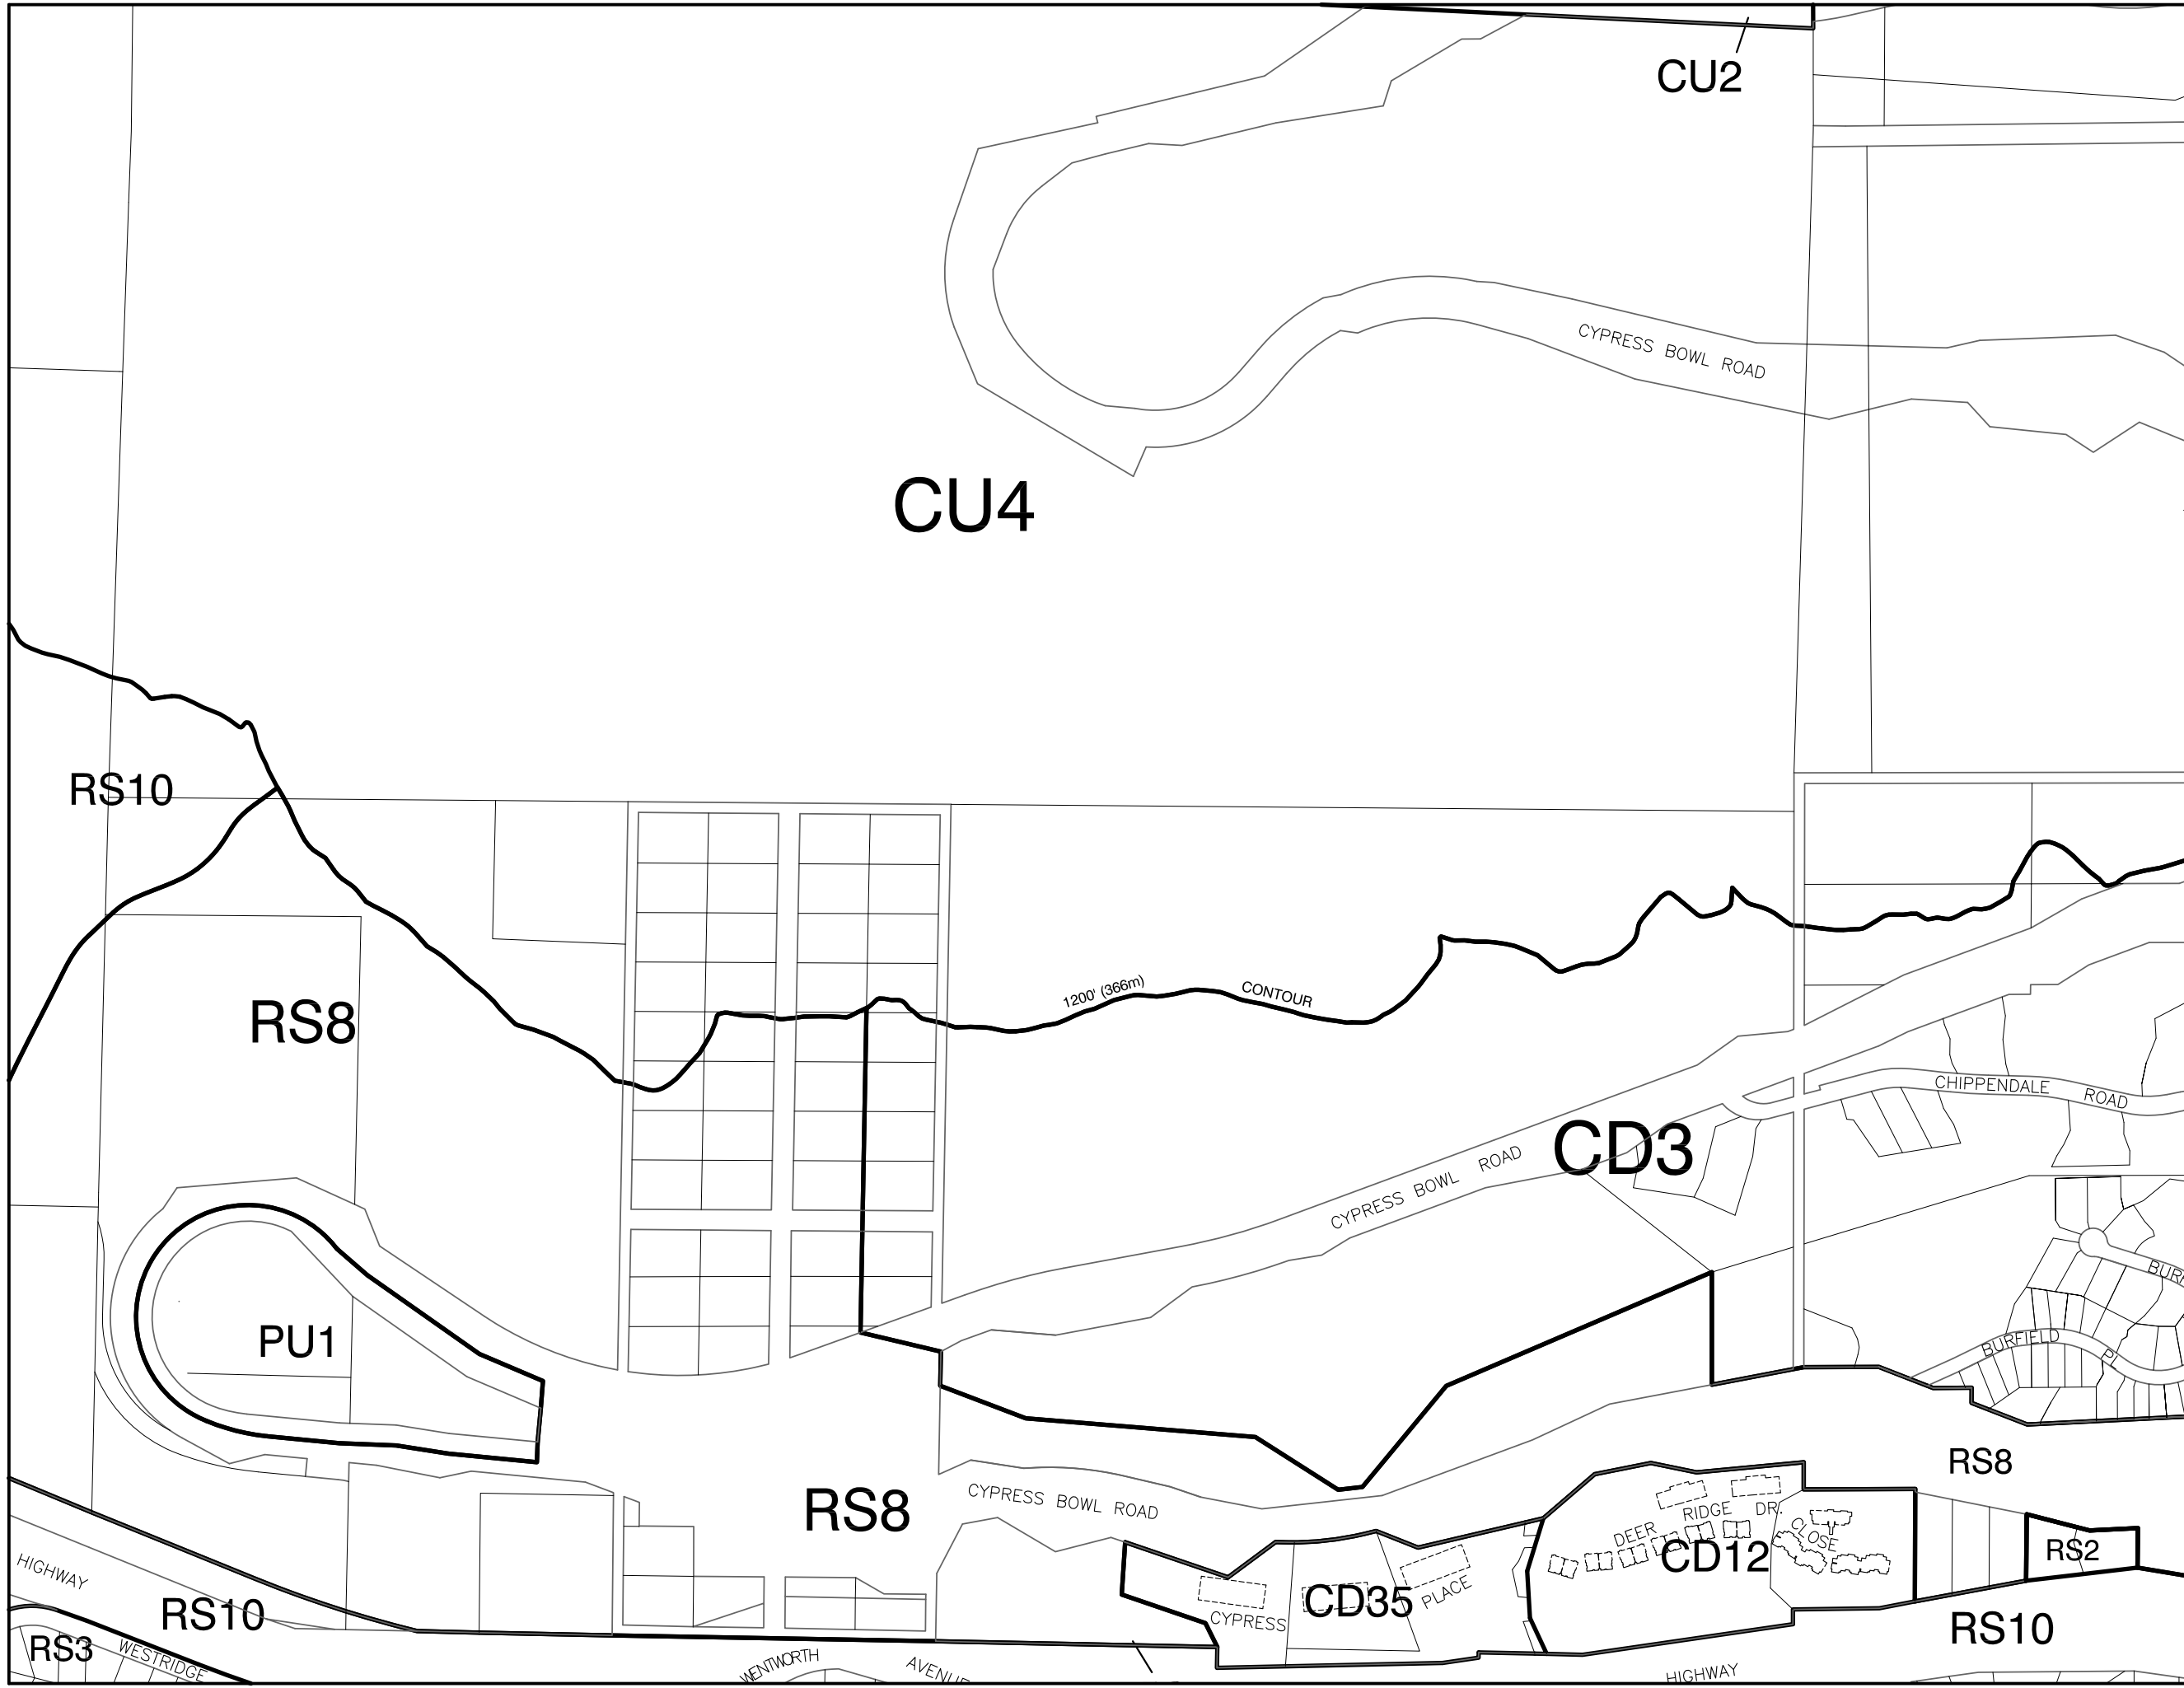 CU2
CYPRESS BOWL ROAD
CU4
RS10
1200' (366m) CONTOUR
RS8
CHIPPENDALE ROAD
CD3
CYPRESS BOWL ROAD
PU1
BURFIELD PL
RS8
RS8
CYPRESS BOWL ROAD
DEER RIDGE DR.
CLOSE
CD12
RS2
HIGHWAY
RS10
CD35
CYPRESS PLACE
RS10
RS3
WESTRIDGE
WENTWORTH AVENUE
HIGHWAY